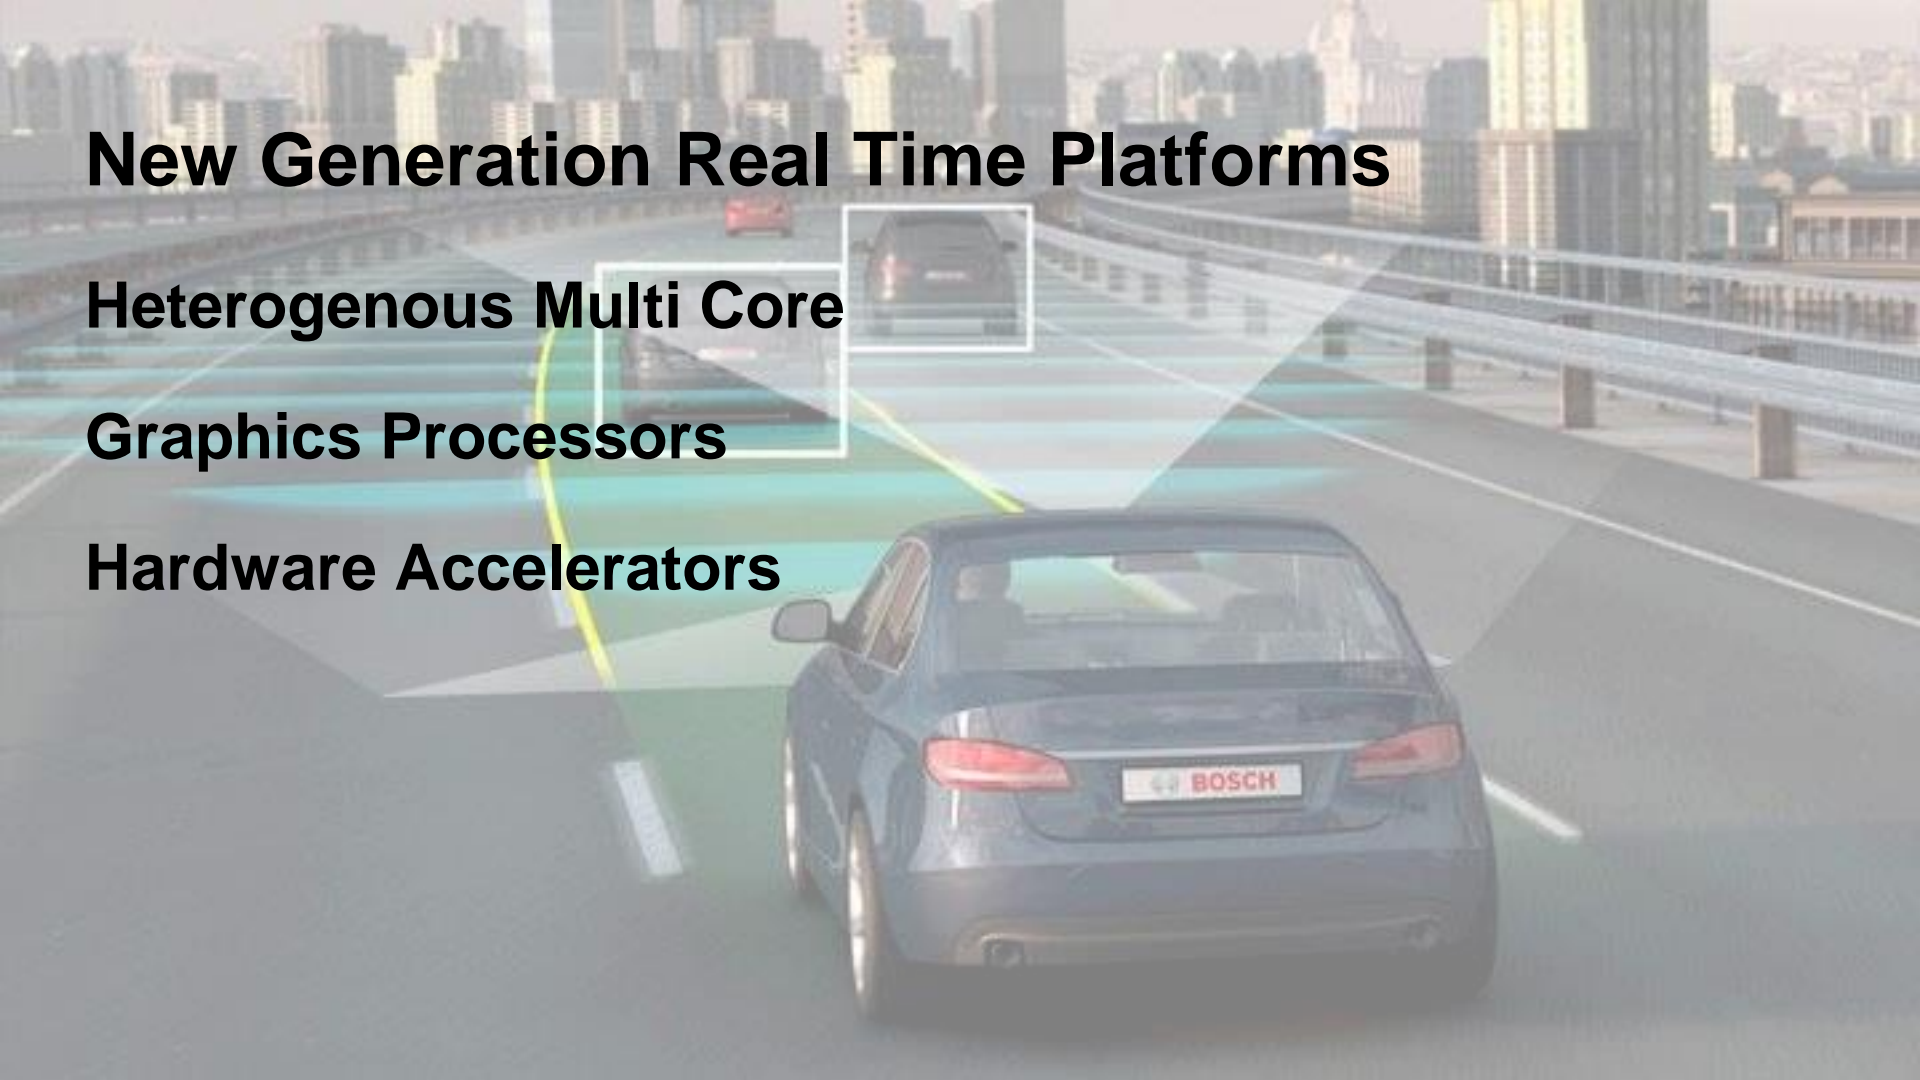 New Generation Real Time Platforms
Heterogenous Multi Core
Graphics Processors
Hardware Accelerators
BOSCH